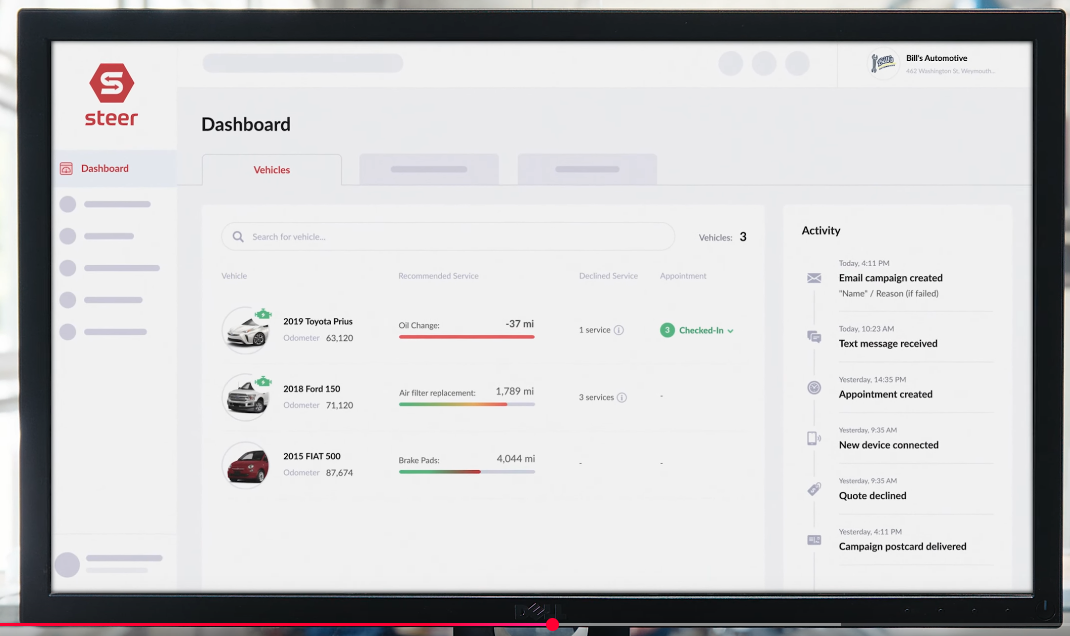 steer
Bill's Automotive
462 Washington St. Weymouth...
Dashboard
Dashboard
Vehicles
Search for vehicle...
Vehicles: 3
Vehicle Recommended Service Declined Service Appointment
2019 Toyota Prius
Odometer 63,120
Oil Change: -37 mi
1 service
3 Checked-In
2018 Ford 150
Odometer 71,120
Air filter replacement: 1,789 mi
3 services
-
2015 FIAT 500
Odometer 87,674
Brake Pads: 4,044 mi
-
-
Activity
Today, 4:11 PM
Email campaign created
"Name" / Reason (if failed)
Today, 10:23 AM
Text message received
Yesterday, 14:35 PM
Appointment created
Yesterday, 9:35 AM
New device connected
Yesterday, 9:35 AM
Quote declined
Yesterday, 4:11 PM
Campaign postcard delivered
DELL